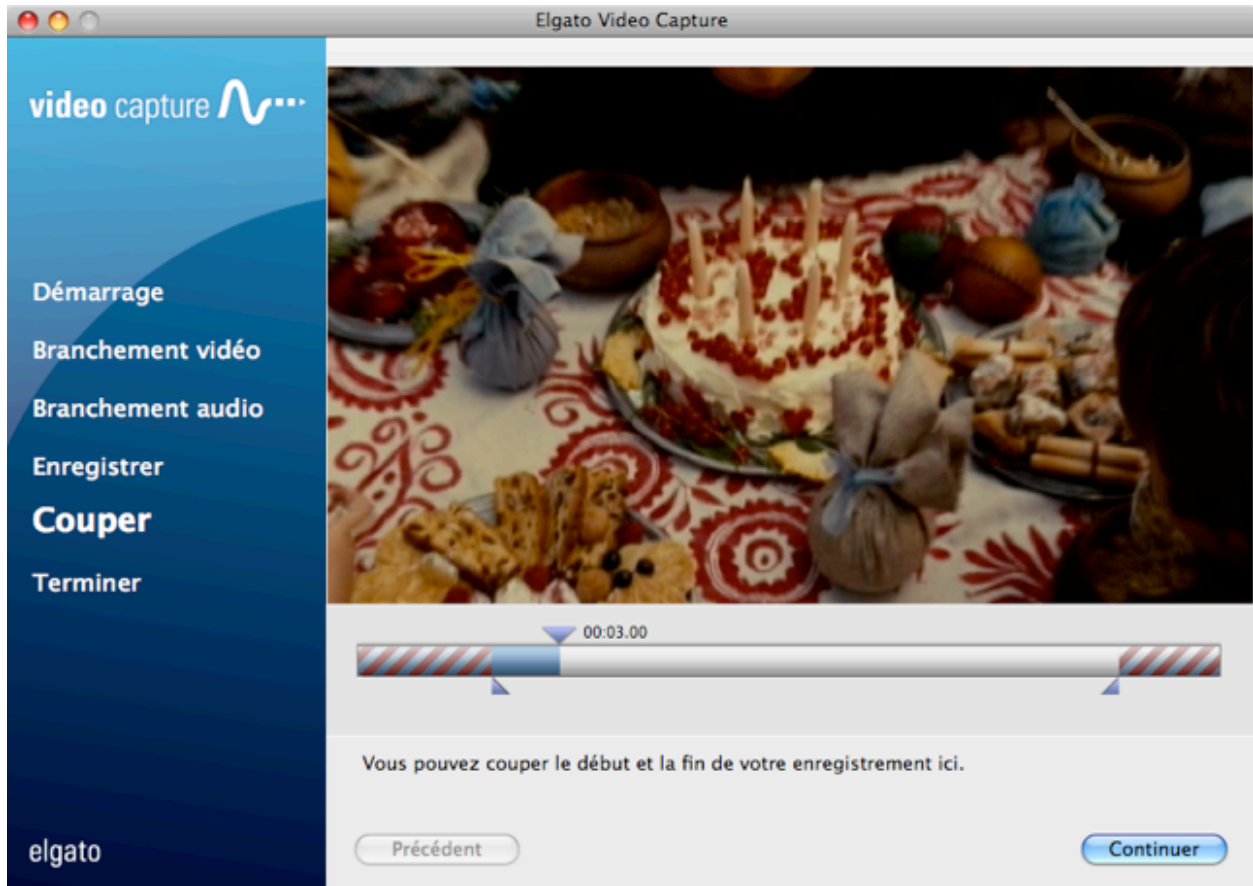 Elgato Video Capture
video capture
Démarrage
Branchement vidéo
Branchement audio
Enregistrer
Couper
Terminer
elgato
00:03.00
Vous pouvez couper le début et la fin de votre enregistrement ici.
Précédent
Continuer